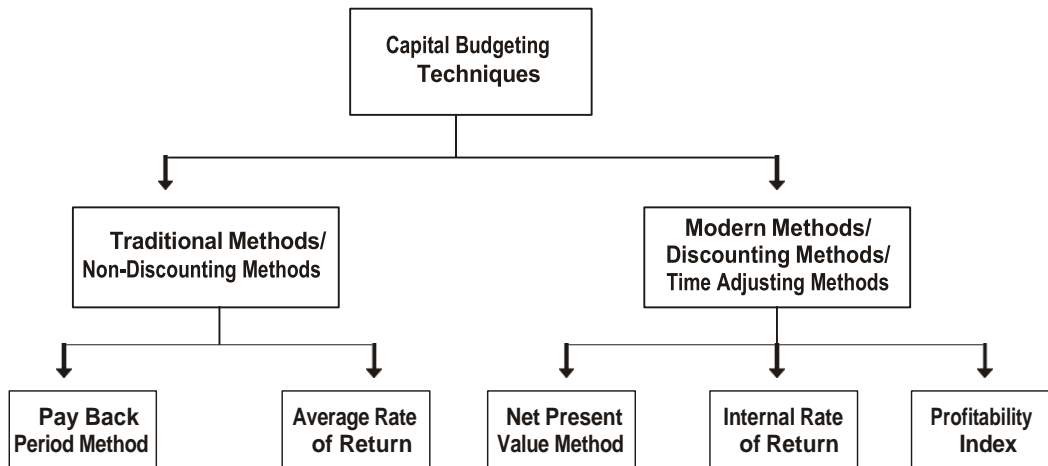 Capital Budgeting
Techniques
Traditional Methods/
Non-Discounting Methods
Modern Methods/
Discounting Methods/
Time Adjusting Methods
Pay Back
Period Method
Average Rate
of Return
Net Present
Value Method
Internal Rate
of Return
Profitability
Index